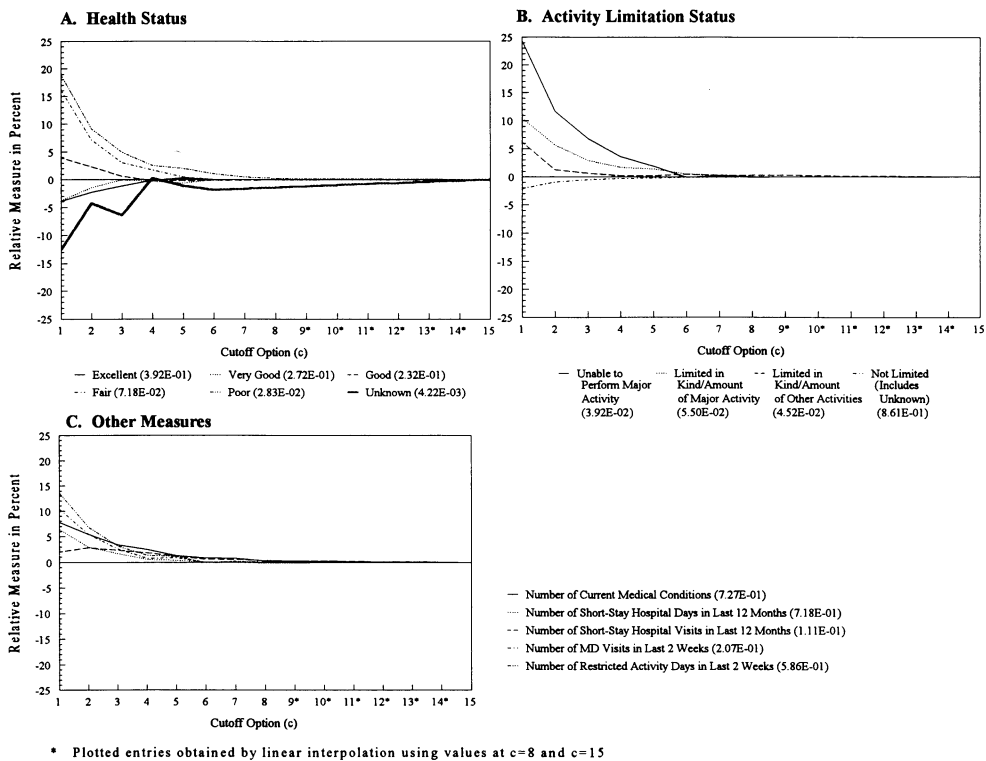 A. Health Status
Relative Measure in Percent
25
20
15
10
5
0
-5
-10
-15
-20
-25
1 2 3 4 5 6 7 8 9* 10* 11* 12* 13* 14* 15
Cutoff Option (c)
Excellent (3.92E-01) Very Good (2.72E-01) Good (2.32E-01)
Fair (7.18E-02) Poor (2.83E-02) Unknown (4.22E-03)
B. Activity Limitation Status
25
20
15
10
5
0
-5
-10
-15
-20
-25
1 2 3 4 5 6 7 8 9* 10* 11* 12* 13* 14* 15
Cutoff Option (c)
Unable to Perform Major Activity (3.92E-02)
Limited in Kind/Amount of Major Activity (5.50E-02)
Limited in Kind/Amount of Other Activities (4.52E-02)
Not Limited (Includes Unknown) (8.61E-01)
C. Other Measures
Relative Measure in Percent
25
20
15
10
5
0
-5
-10
-15
-20
-25
1 2 3 4 5 6 7 8 9* 10* 11* 12* 13* 14* 15
Cutoff Option (c)
Number of Current Medical Conditions (7.27E-01)
Number of Short-Stay Hospital Days in Last 12 Months (7.18E-01)
Number of Short-Stay Hospital Visits in Last 12 Months (1.11E-01)
Number of MD Visits in Last 2 Weeks (2.07E-01)
Number of Restricted Activity Days in Last 2 Weeks (5.86E-01)
* Plotted entries obtained by linear interpolation using values at c=8 and c=15